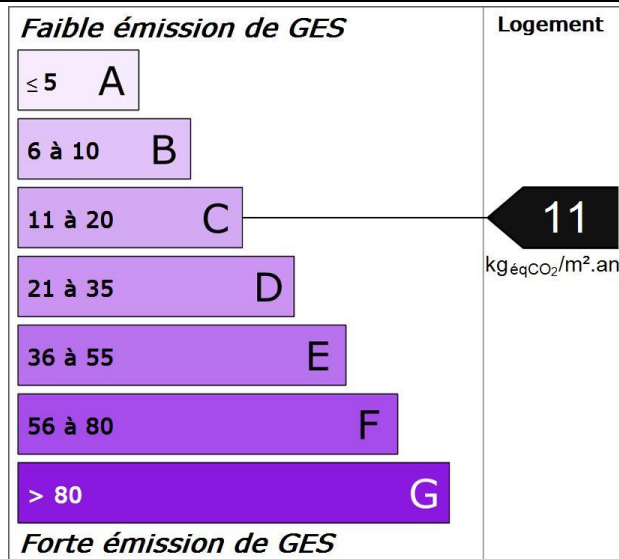 Faible émission de GES
Logement
≤ 5 A
6 à 10 B
11 à 20 C
11
kgéqCO₂/m².an
21 à 35 D
36 à 55 E
56 à 80 F
> 80 G
Forte émission de GES